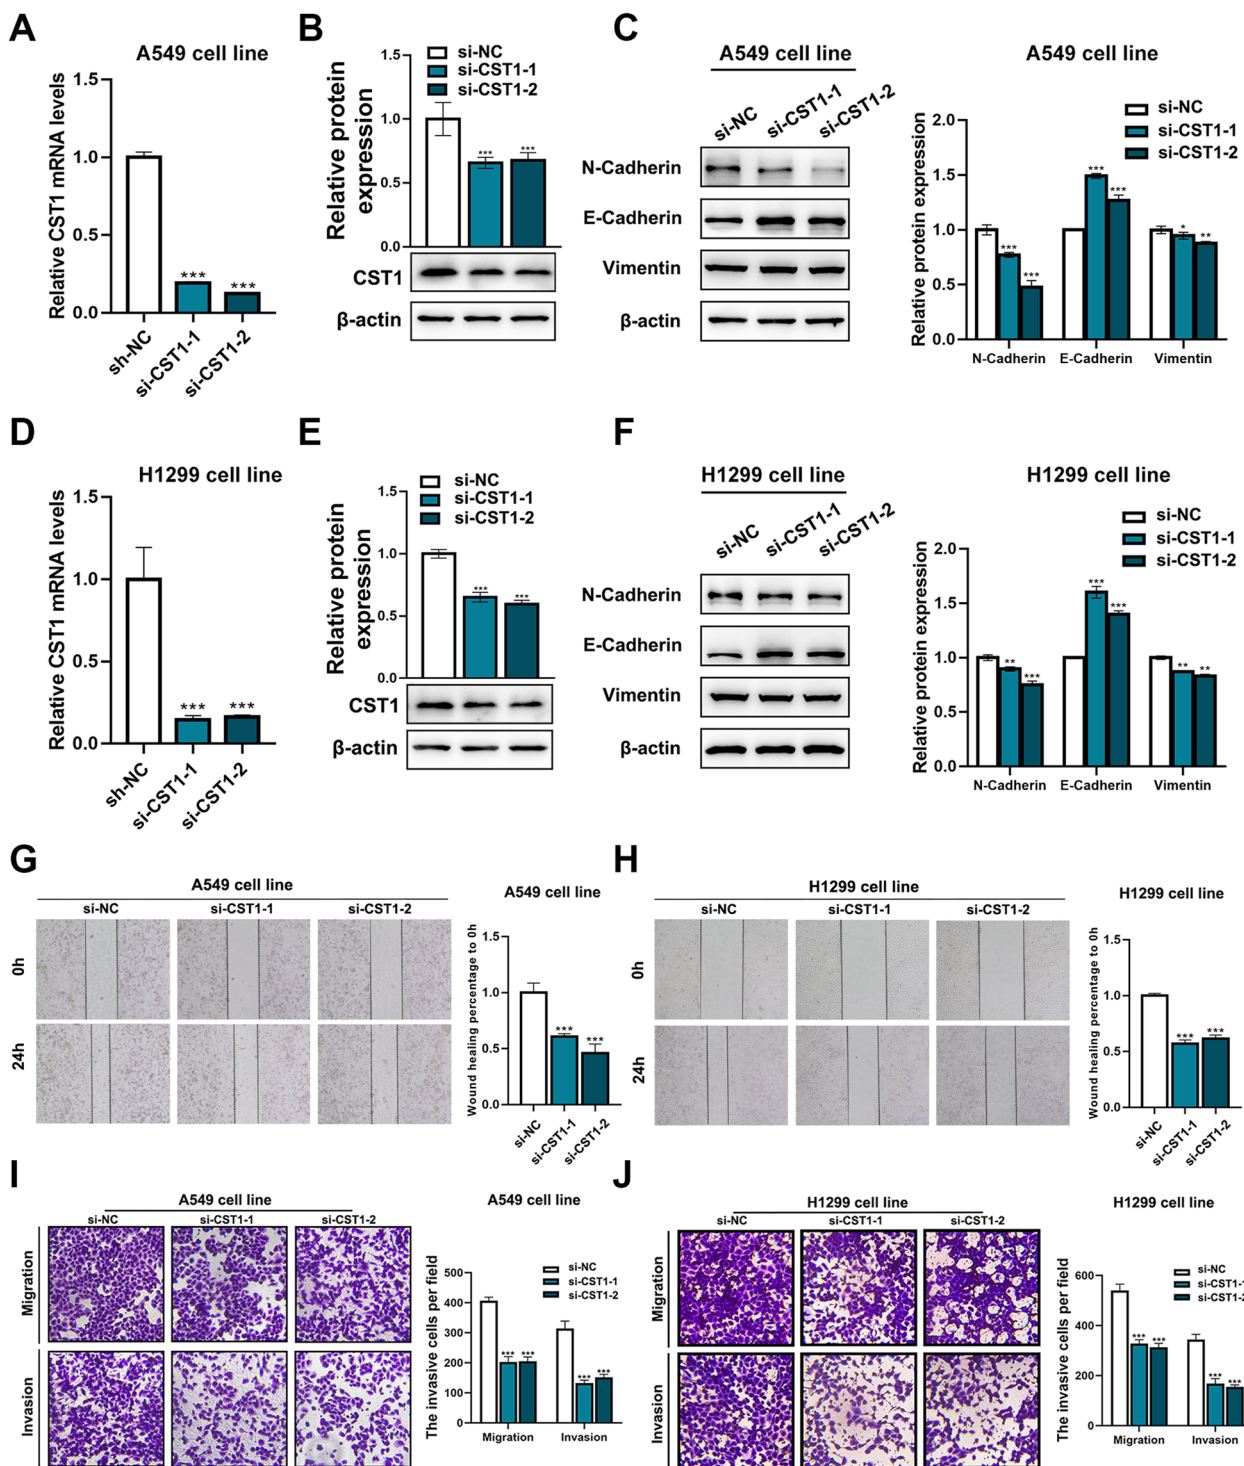 A
A549 cell line
Relative CST1 mRNA levels
1.5
1.0
0.5
0.0
***
***
sh-NC
si-CST1-1
si-CST1-2
B
si-NC
si-CST1-1
si-CST1-2
Relative protein
expression
1.5
1.0
0.5
0.0
***
***
CST1
β-actin
C
A549 cell line
si-NC
si-CST1-1
si-CST1-2
N-Cadherin
E-Cadherin
Vimentin
β-actin
A549 cell line
si-NC
si-CST1-1
si-CST1-2
Relative protein expression
2.0
1.5
1.0
0.5
0.0
***
***
***
***
*
**
N-Cadherin
E-Cadherin
Vimentin
D
H1299 cell line
Relative CST1 mRNA levels
1.5
1.0
0.5
0.0
***
***
sh-NC
si-CST1-1
si-CST1-2
E
si-NC
si-CST1-1
si-CST1-2
Relative protein
expression
1.5
1.0
0.5
0.0
***
***
CST1
β-actin
F
H1299 cell line
si-NC
si-CST1-1
si-CST1-2
N-Cadherin
E-Cadherin
Vimentin
β-actin
H1299 cell line
si-NC
si-CST1-1
si-CST1-2
Relative protein expression
2.0
1.5
1.0
0.5
0.0
**
***
***
***
**
**
N-Cadherin
E-Cadherin
Vimentin
G
A549 cell line
si-NC
si-CST1-1
si-CST1-2
0h
24h
A549 cell line
Wound healing percentage to 0h
1.5
1.0
0.5
0.0
***
***
si-NC
si-CST1-1
si-CST1-2
H
H1299 cell line
si-NC
si-CST1-1
si-CST1-2
0h
24h
H1299 cell line
Wound healing percentage to 0h
1.5
1.0
0.5
0.0
***
***
si-NC
si-CST1-1
si-CST1-2
I
A549 cell line
si-NC
si-CST1-1
si-CST1-2
Migration
Invasion
A549 cell line
si-NC
si-CST1-1
si-CST1-2
The invasive cells per field
500
400
300
200
100
0
***
***
***
***
Migration
Invasion
J
H1299 cell line
si-NC
si-CST1-1
si-CST1-2
Migration
Invasion
H1299 cell line
si-NC
si-CST1-1
si-CST1-2
The invasive cells per field
600
400
200
0
***
***
***
***
Migration
Invasion